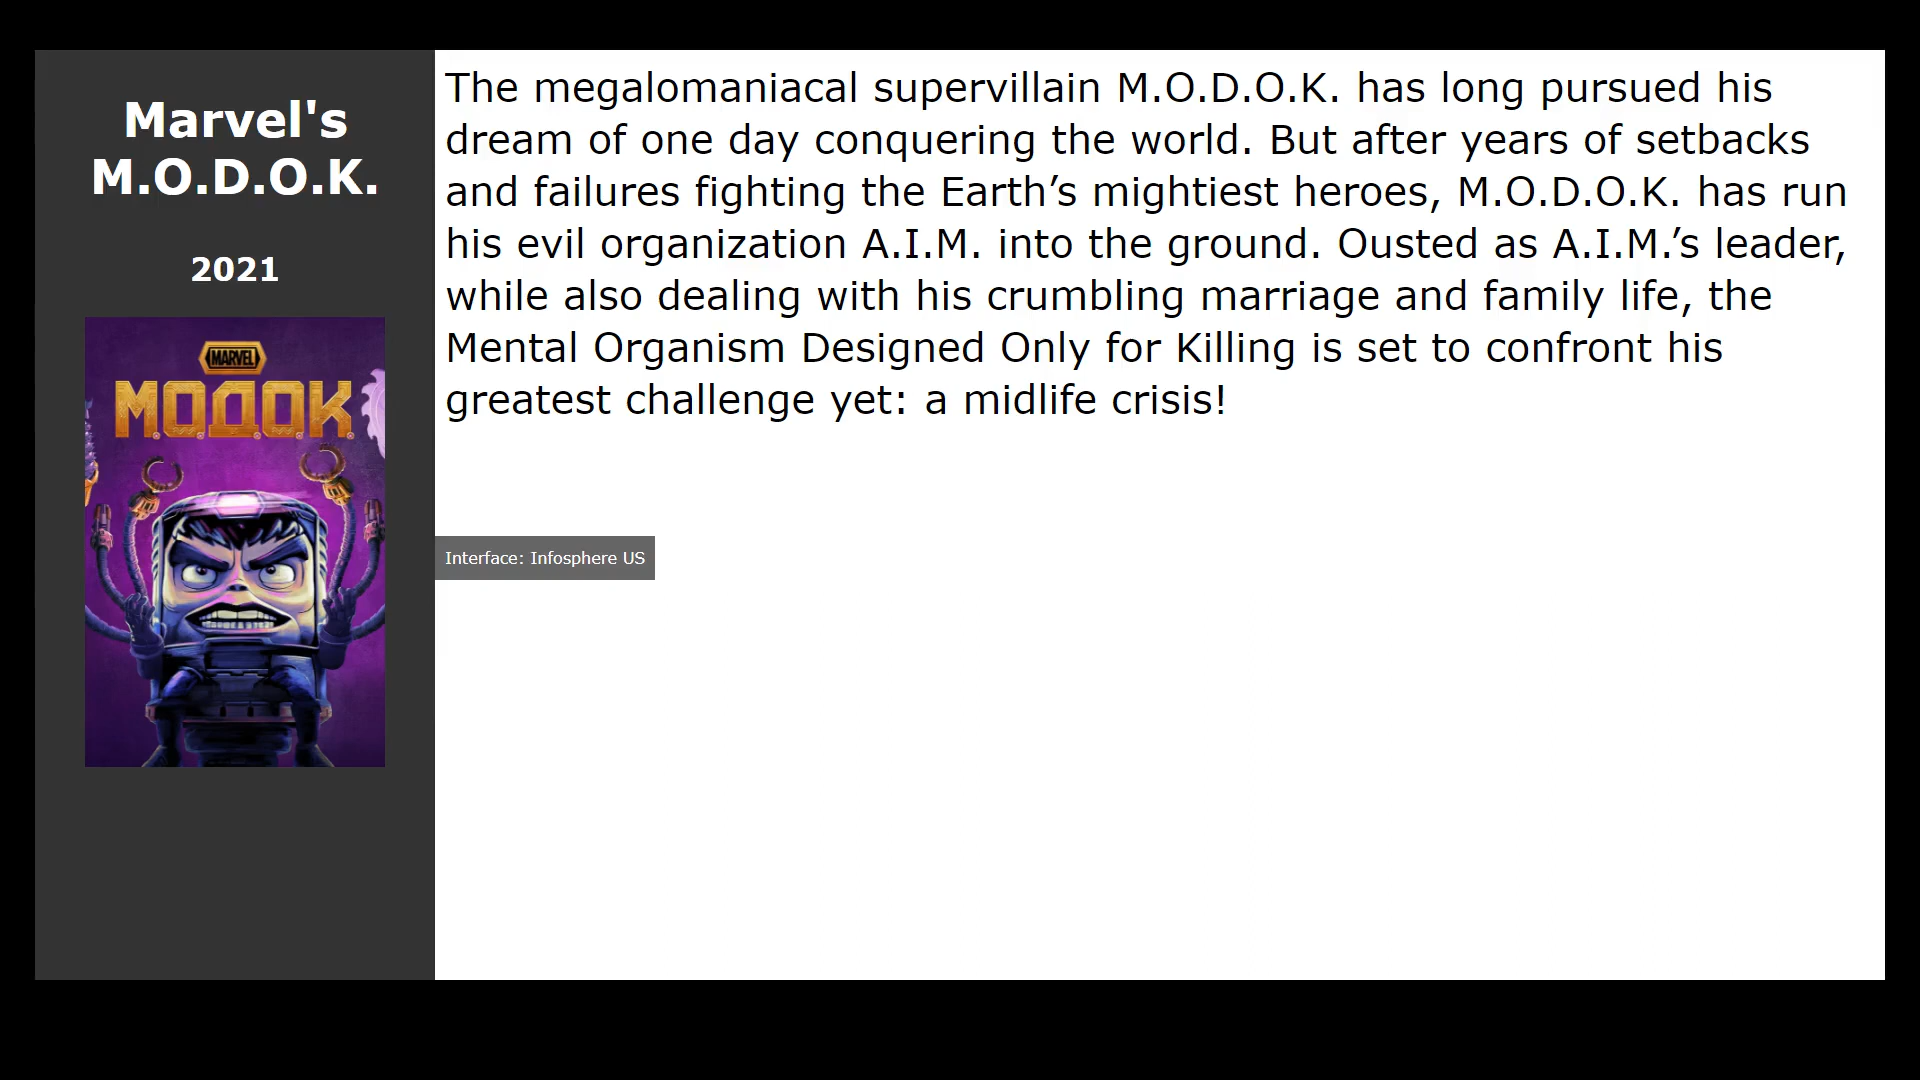 Marvel's
M.O.D.O.K.
2021
MARVEL
M.O.D.O.K.
The megalomaniacal supervillain M.O.D.O.K. has long pursued his
dream of one day conquering the world. But after years of setbacks
and failures fighting the Earth’s mightiest heroes, M.O.D.O.K. has run
his evil organization A.I.M. into the ground. Ousted as A.I.M.’s leader,
while also dealing with his crumbling marriage and family life, the
Mental Organism Designed Only for Killing is set to confront his
greatest challenge yet: a midlife crisis!
Interface: Infosphere US